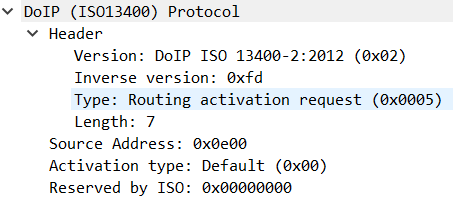 DoIP (ISO13400) Protocol
Header
Version: DoIP ISO 13400-2:2012 (0x02)
Inverse version: 0xfd
Type: Routing activation request (0x0005)
Length: 7
Source Address: 0x0e00
Activation type: Default (0x00)
Reserved by ISO: 0x00000000